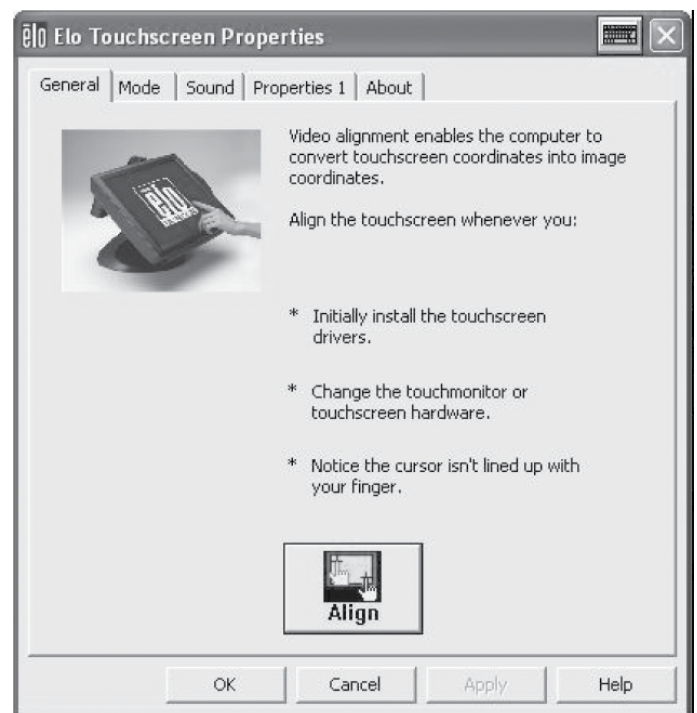 ēlo Elo Touchscreen Properties
General Mode Sound Properties 1 About
Video alignment enables the computer to
convert touchscreen coordinates into image
coordinates.
Align the touchscreen whenever you:
* Initially install the touchscreen
drivers.
* Change the touchmonitor or
touchscreen hardware.
* Notice the cursor isn't lined up with
your finger.
ēlo
Align
OK Cancel Apply Help